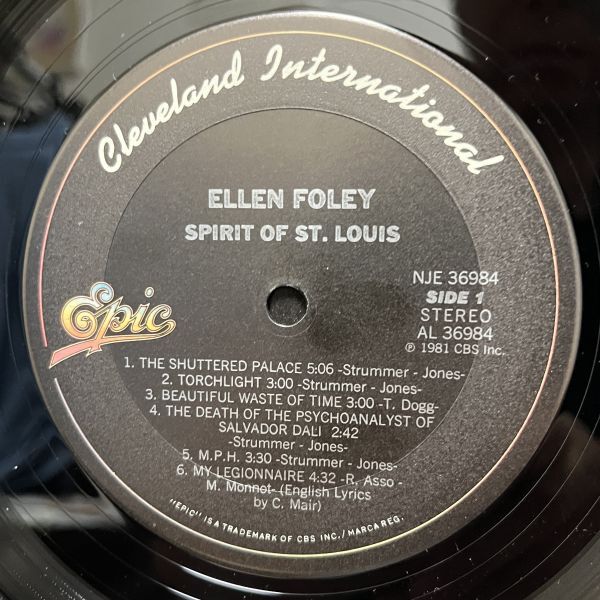 Cleveland International
ELLEN FOLEY
SPIRIT OF ST. LOUIS
NJE 36984
SIDE 1
STEREO
AL 36984
℗ 1981 CBS Inc.
Epic
1. THE SHUTTERED PALACE 5:06 -Strummer - Jones-
2. TORCHLIGHT 3:00 -Strummer - Jones-
3. BEAUTIFUL WASTE OF TIME 3:00 -T. Dogg-
4. THE DEATH OF THE PSYCHOANALYST OF
SALVADOR DALI 2:42
-Strummer - Jones-
5. M.P.H. 3:30 -Strummer - Jones-
6. MY LEGIONNAIRE 4:32 -R. Asso -
M. Monnot- (English Lyrics
by C. Mair)
"EPIC" IS A TRADEMARK OF CBS INC./MARCA REG.